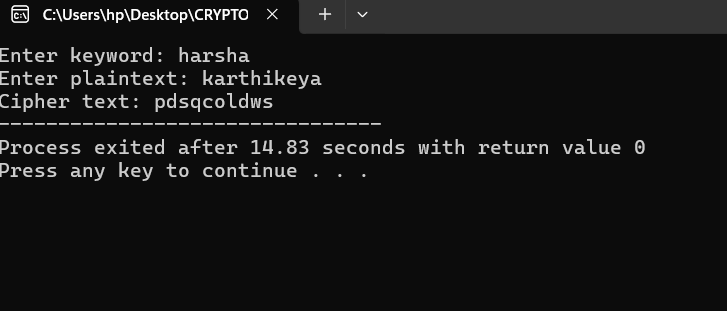 C:\Users\hp\Desktop\CRYPTO
Enter keyword: harsha
Enter plaintext: karthikeya
Cipher text: pdsqcoldws
--------------------------------
Process exited after 14.83 seconds with return value 0
Press any key to continue . . .